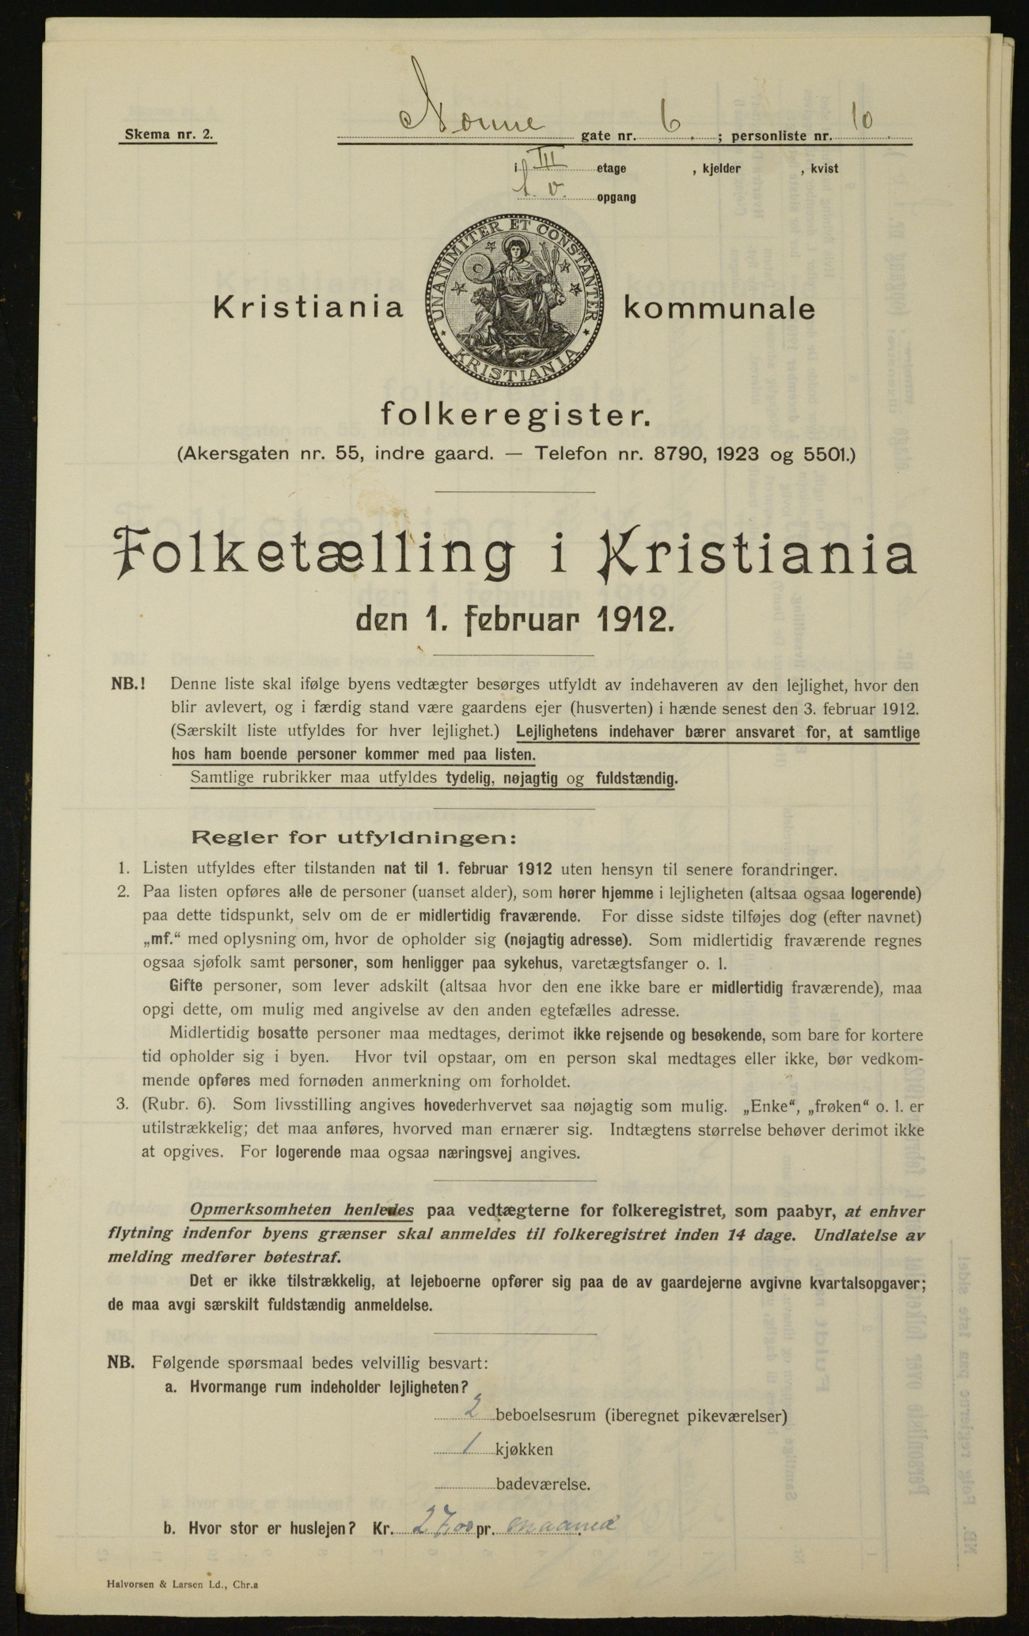 Skema nr. 2.
Nonne gate nr. 6 ; personliste nr. 10
i III etage , kjelder , kvist
t. v. opgang
UNANIMITER ET CONSTANTER
KRISTIANIA
Kristiania kommunale
folkeregister.
(Akersgaten nr. 55, indre gaard. — Telefon nr. 8790, 1923 og 5501.)
Folketælling i Kristiania
den 1. februar 1912.
NB.! Denne liste skal ifølge byens vedtægter besørges utfyldt av indehaveren av den lejlighet, hvor den
blir avlevert, og i færdig stand være gaardens ejer (husverten) i hænde senest den 3. februar 1912.
(Særskilt liste utfyldes for hver lejlighet.) Lejlighetens indehaver bærer ansvaret for, at samtlige
hos ham boende personer kommer med paa listen.
Samtlige rubrikker maa utfyldes tydelig, nøjagtig og fuldstændig.
Regler for utfyldningen:
1. Listen utfyldes efter tilstanden nat til 1. februar 1912 uten hensyn til senere forandringer.
2. Paa listen opføres alle de personer (uanset alder), som hører hjemme i lejligheten (altsaa ogsaa logerende)
paa dette tidspunkt, selv om de er midlertidig fraværende. For disse sidste tilføjes dog (efter navnet)
„mf.“ med oplysning om, hvor de opholder sig (nøjagtig adresse). Som midlertidig fraværende regnes
ogsaa sjøfolk samt personer, som henligger paa sykehus, varetægtsfanger o. l.
Gifte personer, som lever adskilt (altsaa hvor den ene ikke bare er midlertidig fraværende), maa
opgi dette, om mulig med angivelse av den anden egtefælles adresse.
Midlertidig bosatte personer maa medtages, derimot ikke rejsende og besøkende, som bare for kortere
tid opholder sig i byen. Hvor tvil opstaar, om en person skal medtages eller ikke, bør vedkom-
mende opføres med fornøden anmerkning om forholdet.
3. (Rubr. 6). Som livsstilling angives hovederhvervet saa nøjagtig som mulig. „Enke“, „frøken“ o. l. er
utilstrækkelig; det maa anføres, hvorved man ernærer sig. Indtægtens størrelse behøver derimot ikke
at opgives. For logerende maa ogsaa næringsvej angives.
Opmerksomheten henledes paa vedtægterne for folkeregistret, som paabyr, at enhver
flytning indenfor byens grænser skal anmeldes til folkeregistret inden 14 dage. Undlatelse av
melding medfører bøtestraf.
Det er ikke tilstrækkelig, at lejeboerne opfører sig paa de av gaardejerne avgivne kvartalsopgaver;
de maa avgi særskilt fuldstændig anmeldelse.
NB. Følgende spørsmaal bedes velvillig besvart:
a. Hvormange rum indeholder lejligheten?
2 beboelsesrum (iberegnet pikeværelser)
1 kjøkken
badeværelse.
b. Hvor stor er huslejen? Kr. 27.00 pr. maaned
Halvorsen & Larsen Ld., Chr.a